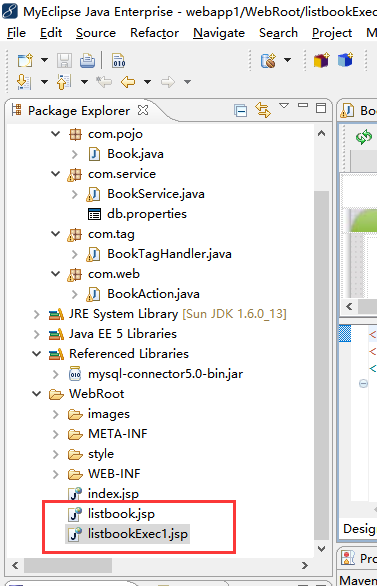 MyEclipse Java Enterprise - webapp1/WebRoot/listbookExec
File Edit Source Refactor Navigate Search Project M
Package Explorer
Bo
com.pojo
Book.java
com.service
BookService.java
db.properties
com.tag
BookTagHandler.java
com.web
BookAction.java
JRE System Library [Sun JDK 1.6.0_13]
Java EE 5 Libraries
Referenced Libraries
mysql-connector5.0-bin.jar
WebRoot
images
META-INF
style
WEB-INF
index.jsp
listbook.jsp
listbookExec1.jsp
<
<
<
Design
Pro
Maven